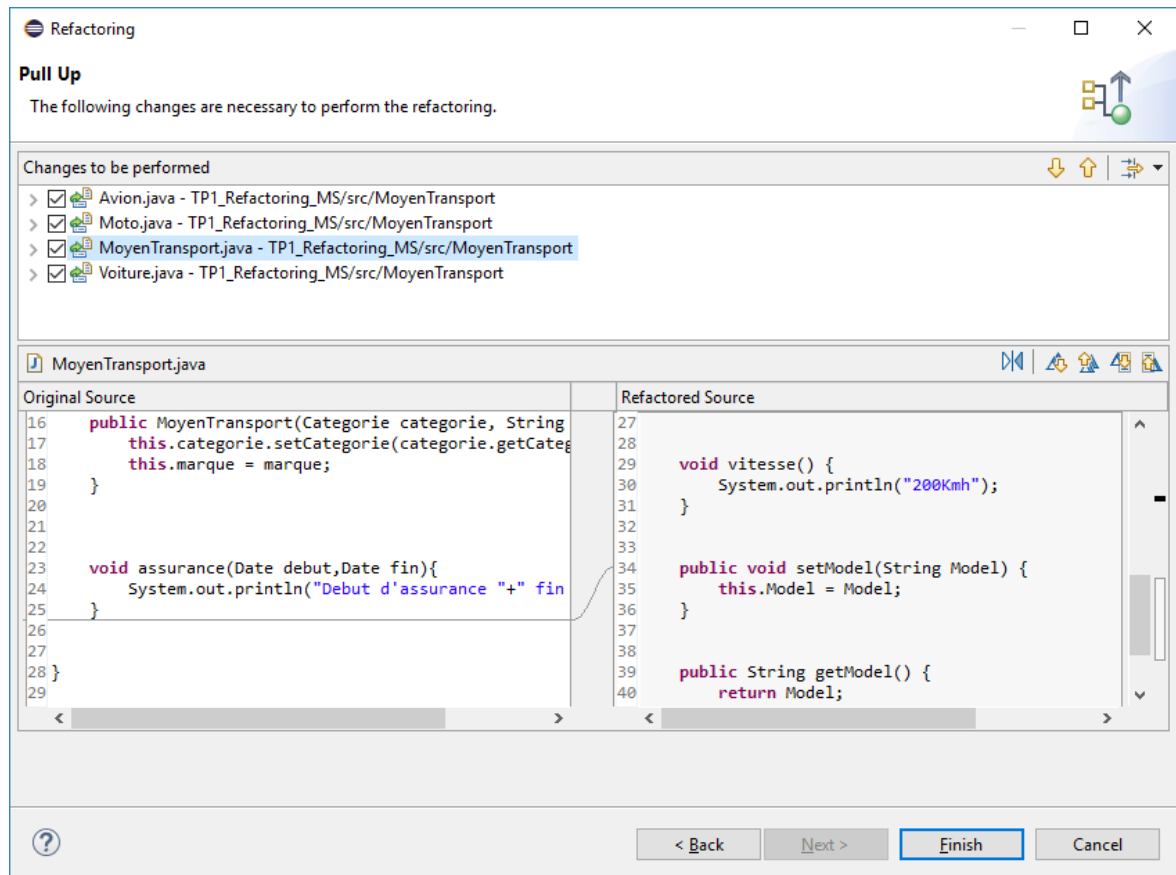 Refactoring
Pull Up
The following changes are necessary to perform the refactoring.
Changes to be performed
Avion.java - TP1_Refactoring_MS/src/MoyenTransport
Moto.java - TP1_Refactoring_MS/src/MoyenTransport
MoyenTransport.java - TP1_Refactoring_MS/src/MoyenTransport
Voiture.java - TP1_Refactoring_MS/src/MoyenTransport
MoyenTransport.java
Original Source
16 public MoyenTransport(Categorie categorie, String
17 this.categorie.setCategorie(categorie.getCateg
18 this.marque = marque;
19 }
20
21
22
23 void assurance(Date debut,Date fin){
24 System.out.println("Debut d'assurance "+" fin
25 }
26
27
28 }
29
Refactored Source
27
28
29 void vitesse() {
30 System.out.println("200Kmh");
31 }
32
33
34 public void setModel(String Model) {
35 this.Model = Model;
36 }
37
38
39 public String getModel() {
40 return Model;
< Back
Next >
Finish
Cancel